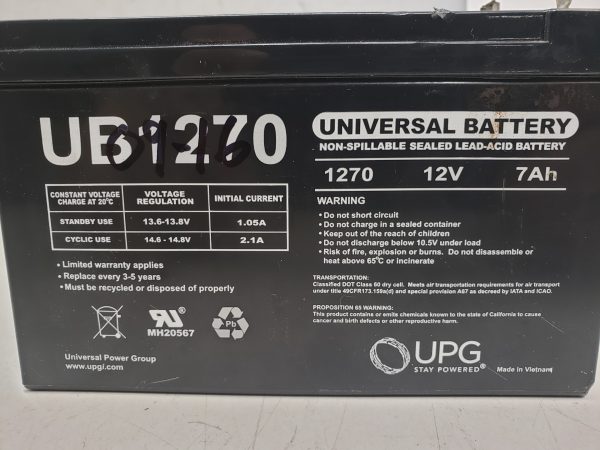 UB1270
09-16
UNIVERSAL BATTERY
NON-SPILLABLE SEALED LEAD-ACID BATTERY
1270 12V 7Ah
CONSTANT VOLTAGE CHARGE AT 20°C VOLTAGE REGULATION INITIAL CURRENT
STANDBY USE 13.6-13.8V 1.05A
CYCLIC USE 14.6 - 14.8V 2.1A
• Limited warranty applies
• Replace every 3-5 years
• Must be recycled or disposed of properly
WARNING
• Do not short circuit
• Do not charge in a sealed container
• Keep out of the reach of children
• Do not discharge below 10.5V under load
• Risk of fire, explosion or burns. Do not disassemble or
heat above 65°C or incinerate
TRANSPORTATION:
Classified DOT Class 60 dry cell. Meets air transportation requirements for air transport
under title 49CFR173.159a(d) and special provision A67 as decreed by IATA and ICAO.
PROPOSITION 65 WARNING:
This product contains or emits chemicals known to the state of California to cause
cancer and birth defects or other reproductive harm.
MH20567
Pb
Universal Power Group
www.upgi.com
UPG
STAY POWERED®
Made in Vietnam